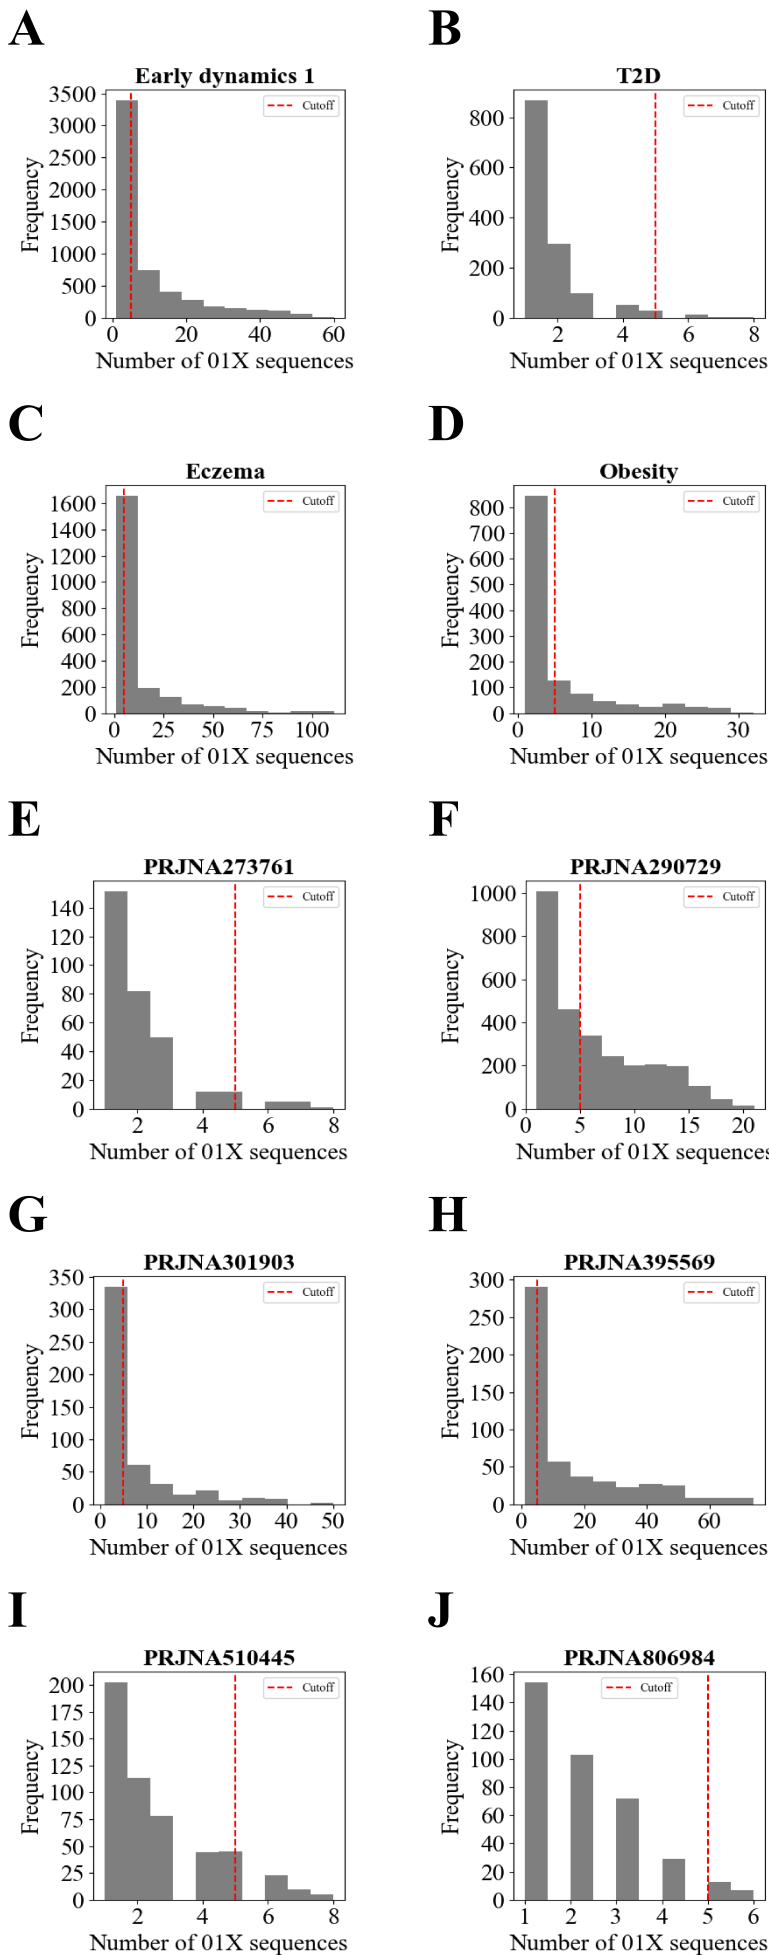 A
Early dynamics 1
Cutoff
3500
3000
2500
2000
1500
1000
500
0
Frequency
0 20 40 60
Number of 01X sequences
B
T2D
Cutoff
800
600
400
200
Frequency
2 4 6 8
Number of 01X sequences
C
Eczema
Cutoff
1600
1400
1200
1000
800
600
400
200
0
Frequency
0 25 50 75 100
Number of 01X sequences
D
Obesity
Cutoff
800
700
600
500
400
300
200
100
0
Frequency
0 10 20 30
Number of 01X sequences
E
PRJNA273761
Cutoff
140
120
100
80
60
40
20
0
Frequency
2 4 6 8
Number of 01X sequences
F
PRJNA290729
Cutoff
1000
800
600
400
200
0
Frequency
0 5 10 15 20
Number of 01X sequences
G
PRJNA301903
Cutoff
350
300
250
200
150
100
50
0
Frequency
0 10 20 30 40 50
Number of 01X sequences
H
PRJNA395569
Cutoff
300
250
200
150
100
50
0
Frequency
0 20 40 60
Number of 01X sequences
I
PRJNA510445
Cutoff
200
175
150
125
100
75
50
25
0
Frequency
2 4 6 8
Number of 01X sequences
J
PRJNA806984
Cutoff
160
140
120
100
80
60
40
20
0
Frequency
1 2 3 4 5 6
Number of 01X sequences